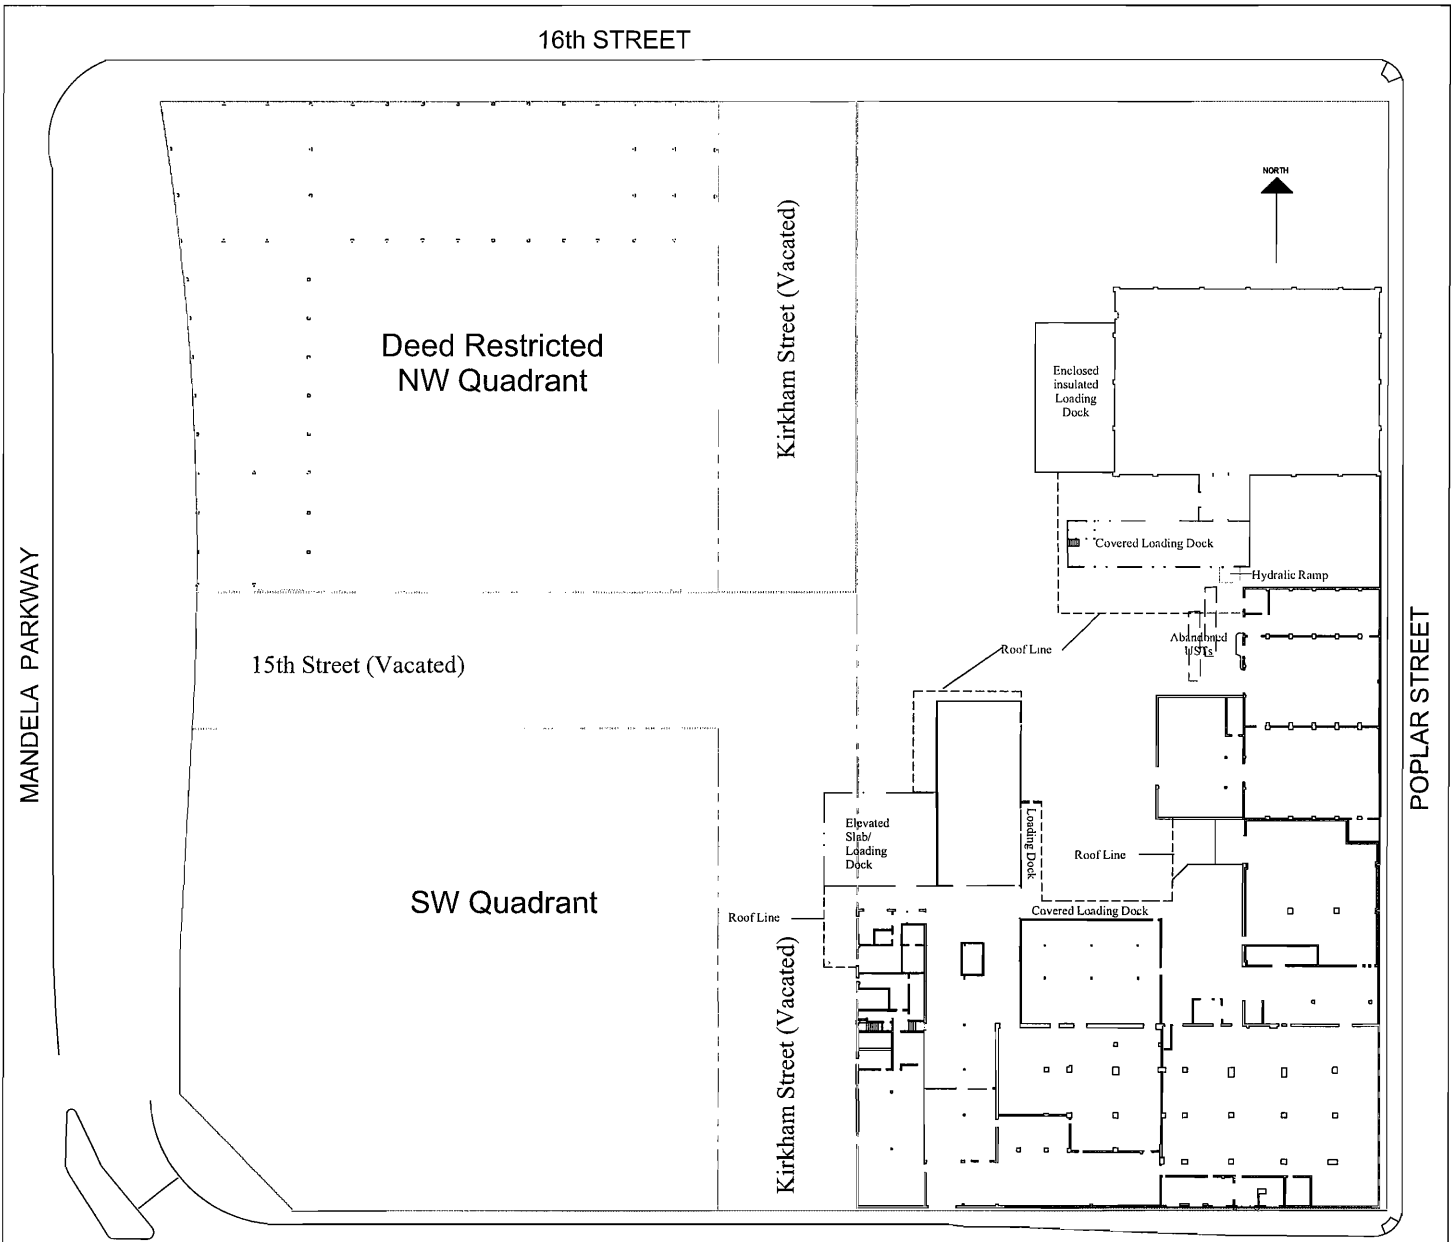 16th STREET
NORTH
Kirkham Street (Vacated)
Deed Restricted
NW Quadrant
Enclosed
insulated
Loading
Dock
Covered Loading Dock
Hydralic Ramp
MANDELA PARKWAY
POPLAR STREET
Abandoned
USTs
Roof Line
15th Street (Vacated)
Elevated
Slab/
Loading
Dock
Loading Dock
Roof Line
SW Quadrant
Roof Line
Covered Loading Dock
Kirkham Street (Vacated)